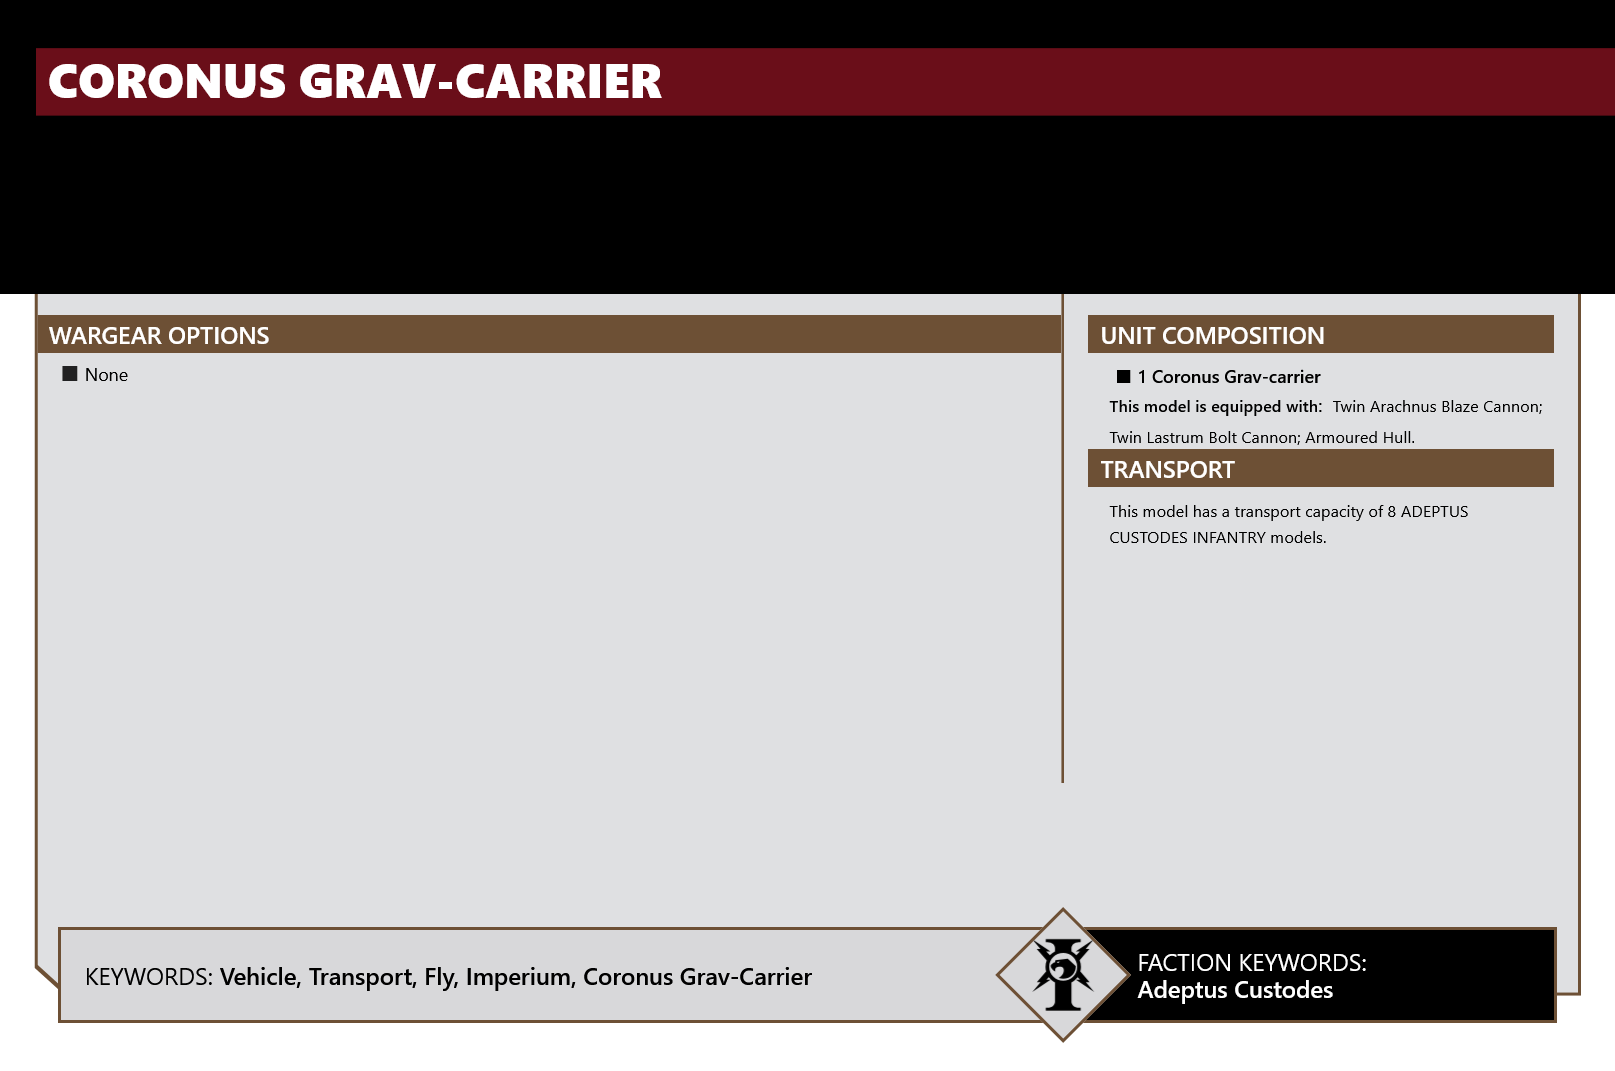 CORONUS GRAV-CARRIER
WARGEAR OPTIONS
■ None
UNIT COMPOSITION
■ 1 Coronus Grav-carrier
This model is equipped with: Twin Arachnus Blaze Cannon;
Twin Lastrum Bolt Cannon; Armoured Hull.
TRANSPORT
This model has a transport capacity of 8 ADEPTUS
CUSTODES INFANTRY models.
KEYWORDS: Vehicle, Transport, Fly, Imperium, Coronus Grav-Carrier
FACTION KEYWORDS:
Adeptus Custodes